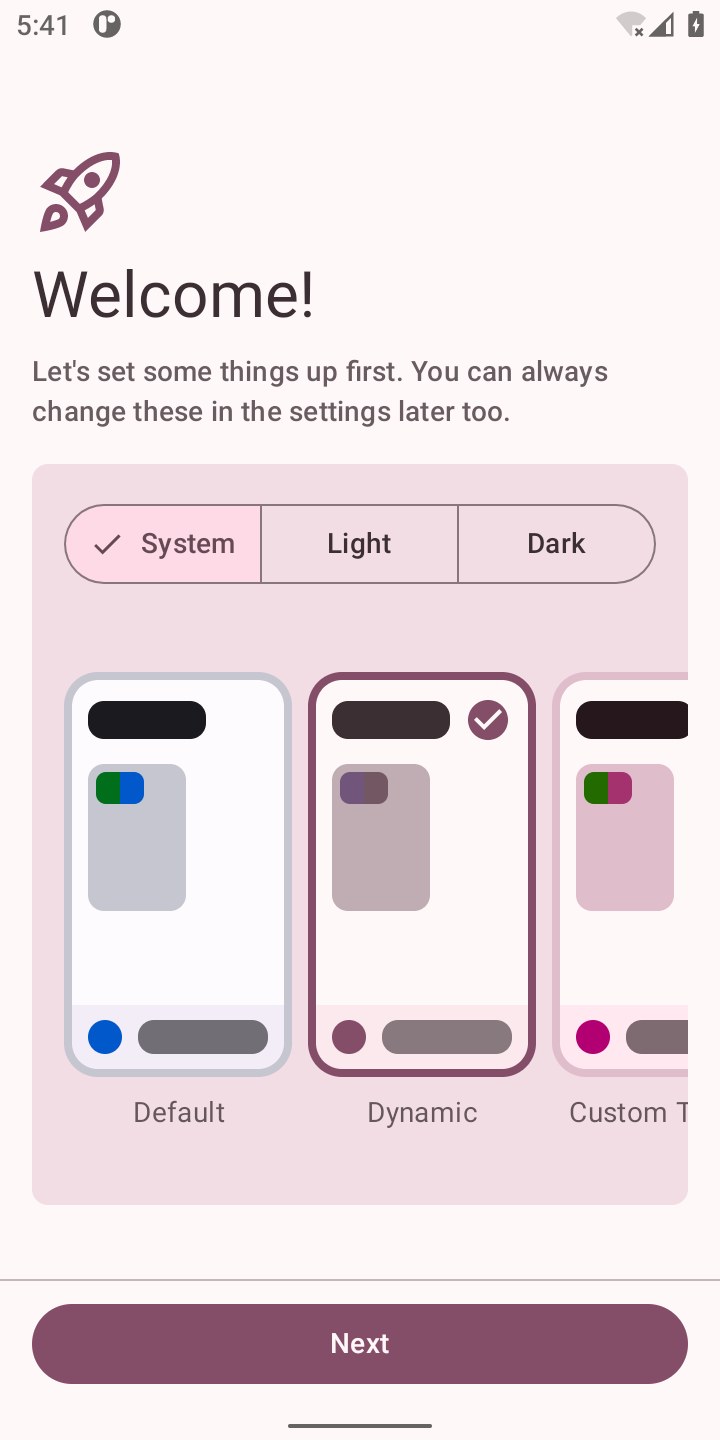 5:41
Welcome!
Let's set some things up first. You can always
change these in the settings later too.
System
Light
Dark
Default
Dynamic
Custom
Next